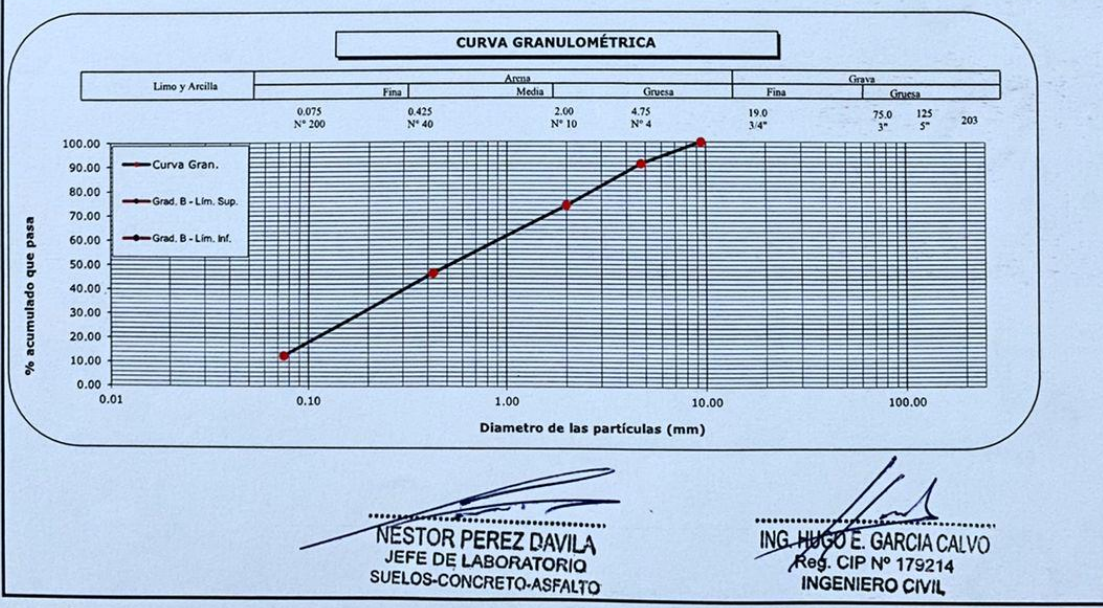 CURVA GRANULOMÉTRICA
Limo y Arcilla
Arena
Grava
Fina
Media
Gruesa
Fina
Gruesa
0.075
Nº 200
0.425
Nº 40
2.00
Nº 10
4.75
Nº 4
19.0
3/4"
75.0
3"
125
5"
203
% acumulado que pasa
100.00
90.00
80.00
70.00
60.00
50.00
40.00
30.00
20.00
10.00
0.00
Curva Gran.
Grad. B - Lím. Sup.
Grad. B - Lím. Inf.
0.01 0.10 1.00 10.00 100.00
Diametro de las partículas (mm)
NESTOR PEREZ DAVILA
JEFE DE LABORATORIO
SUELOS-CONCRETO-ASFALTO
ING. HUGO E. GARCIA CALVO
Reg. CIP Nº 179214
INGENIERO CIVIL